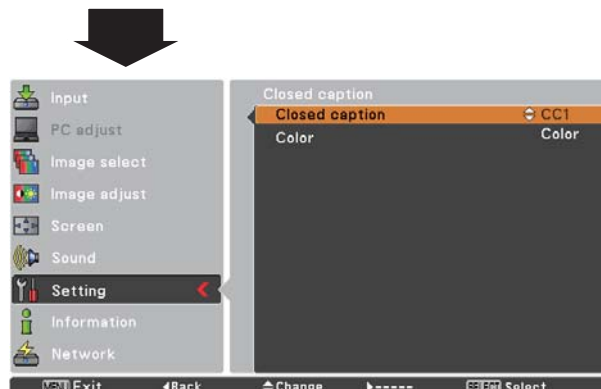 Input
PC adjust
Image select
Image adjust
Screen
Sound
Setting
Information
Network
Closed caption
Closed caption CC1
Color Color
MENU Exit Back Change ----- SELECT Select